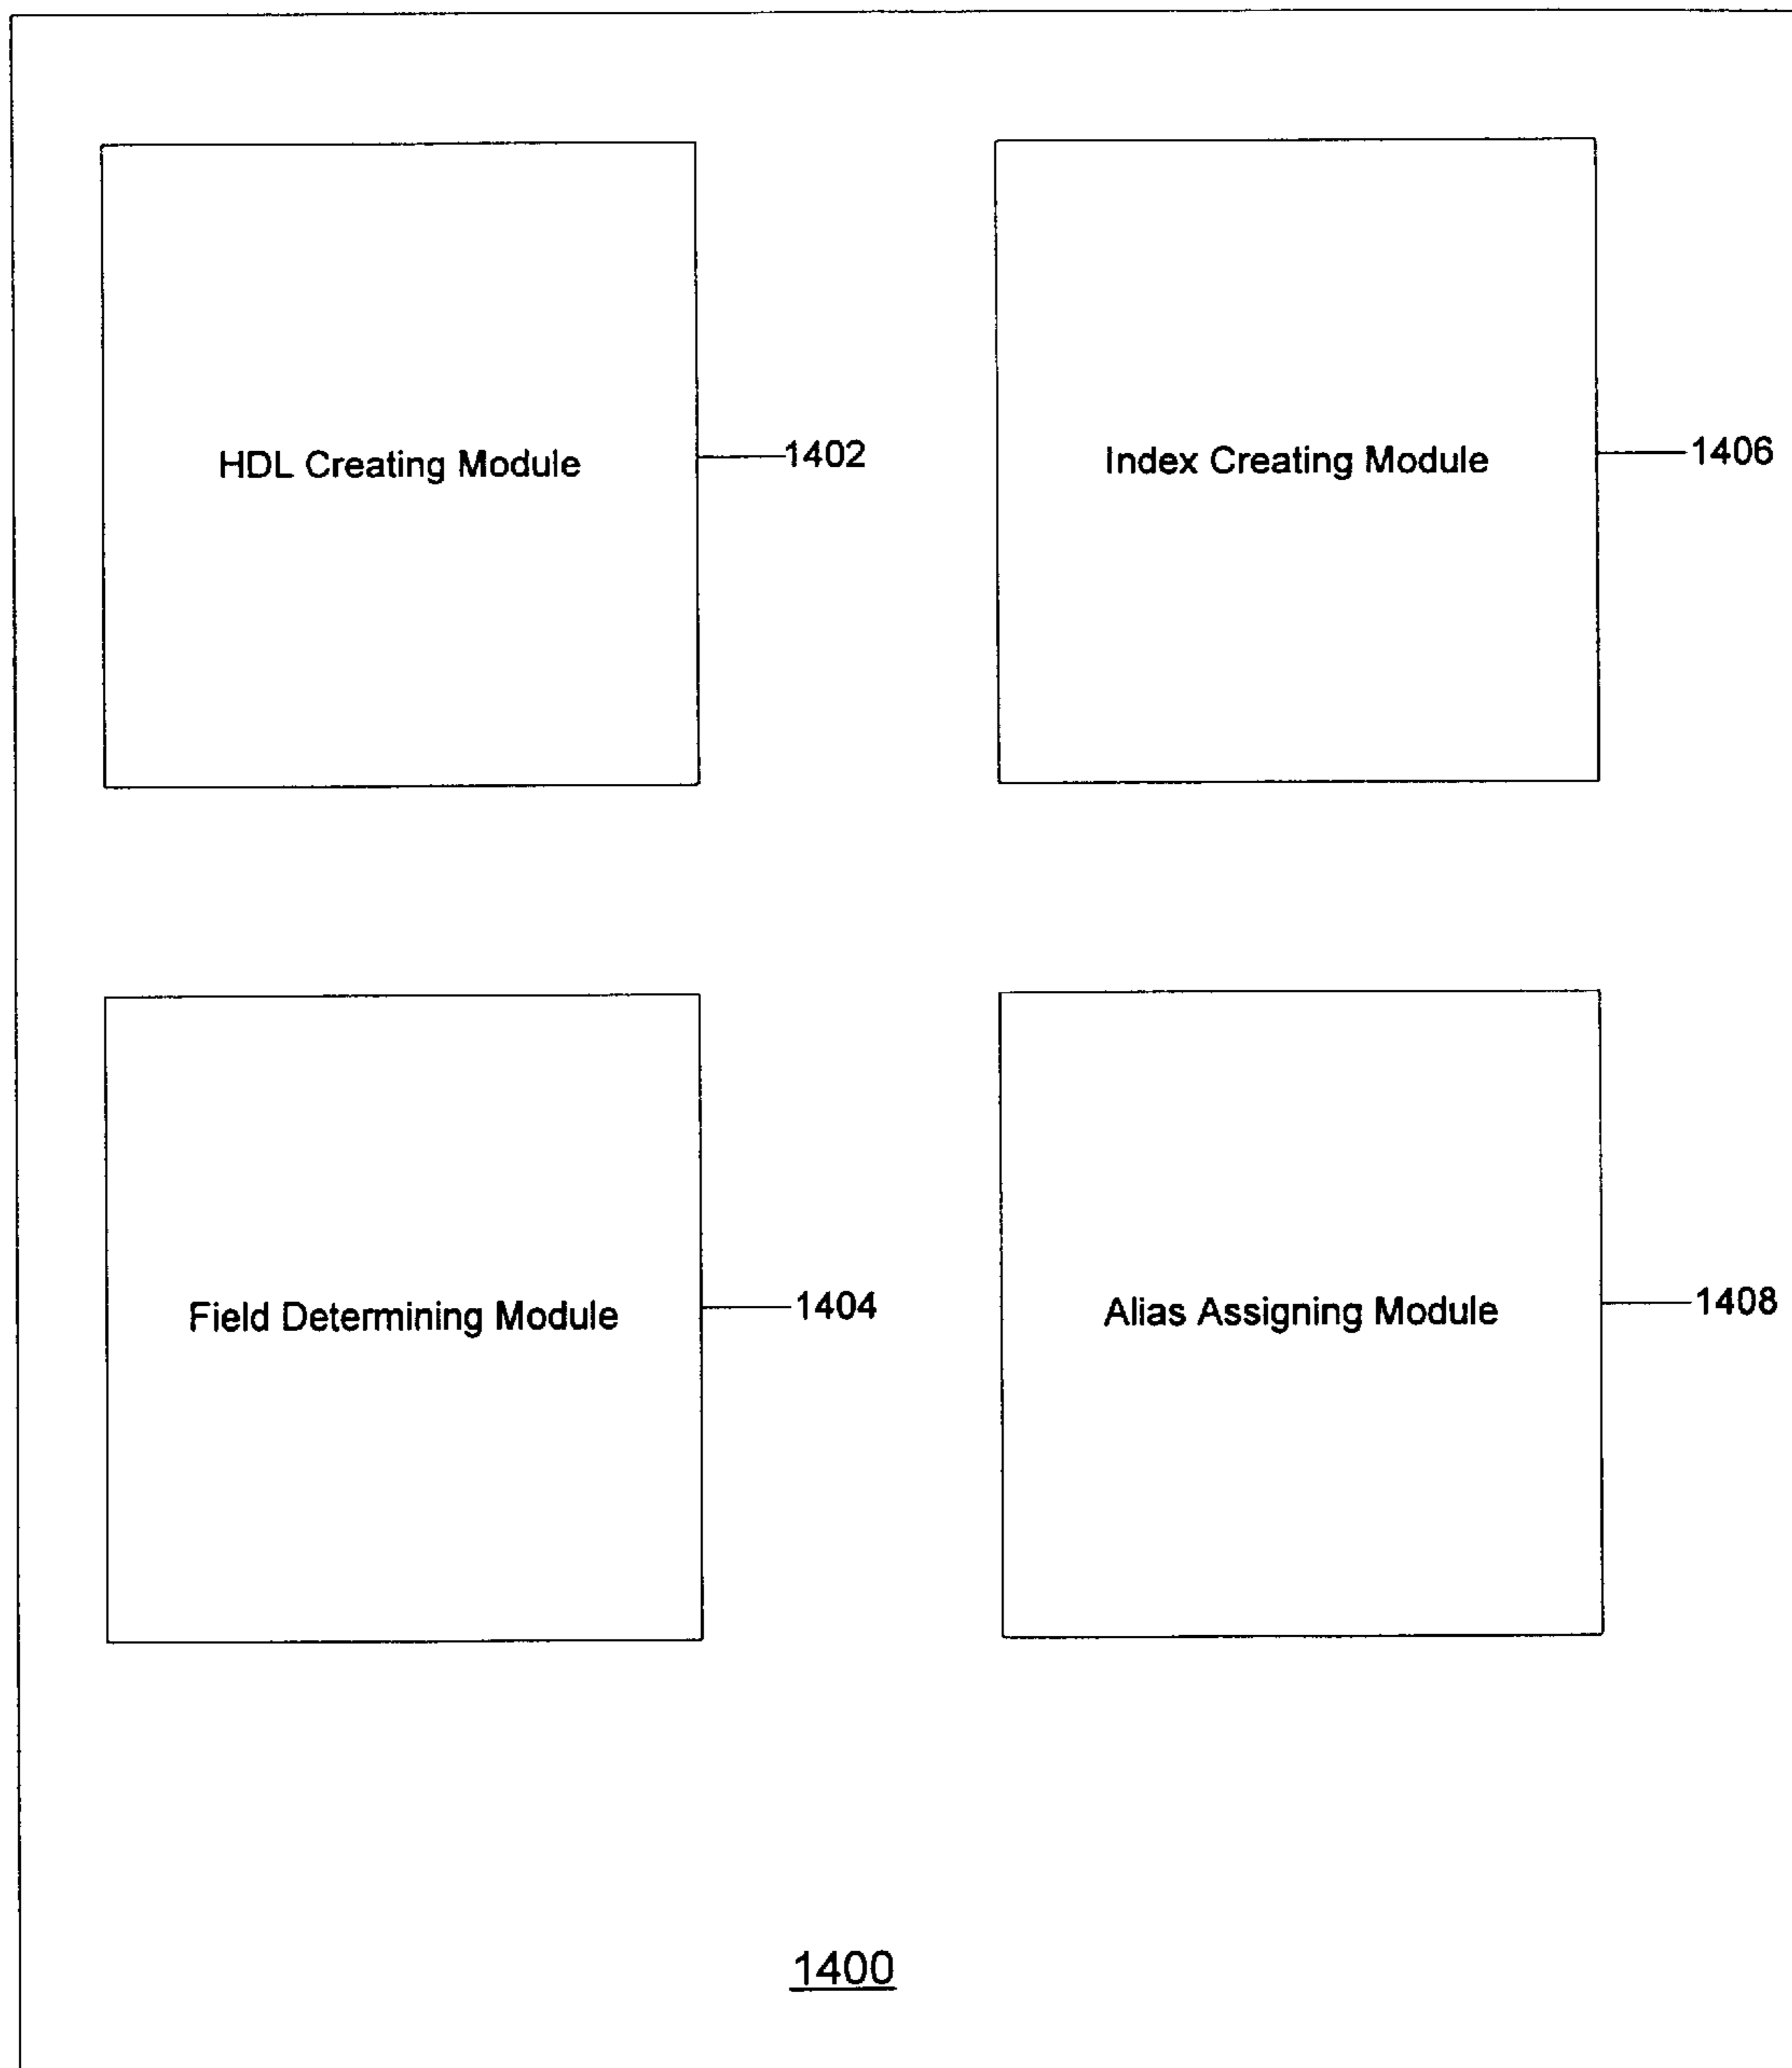 HDL Creating Module
1402
Index Creating Module
1406
Field Determining Module
1404
Alias Assigning Module
1408
1400